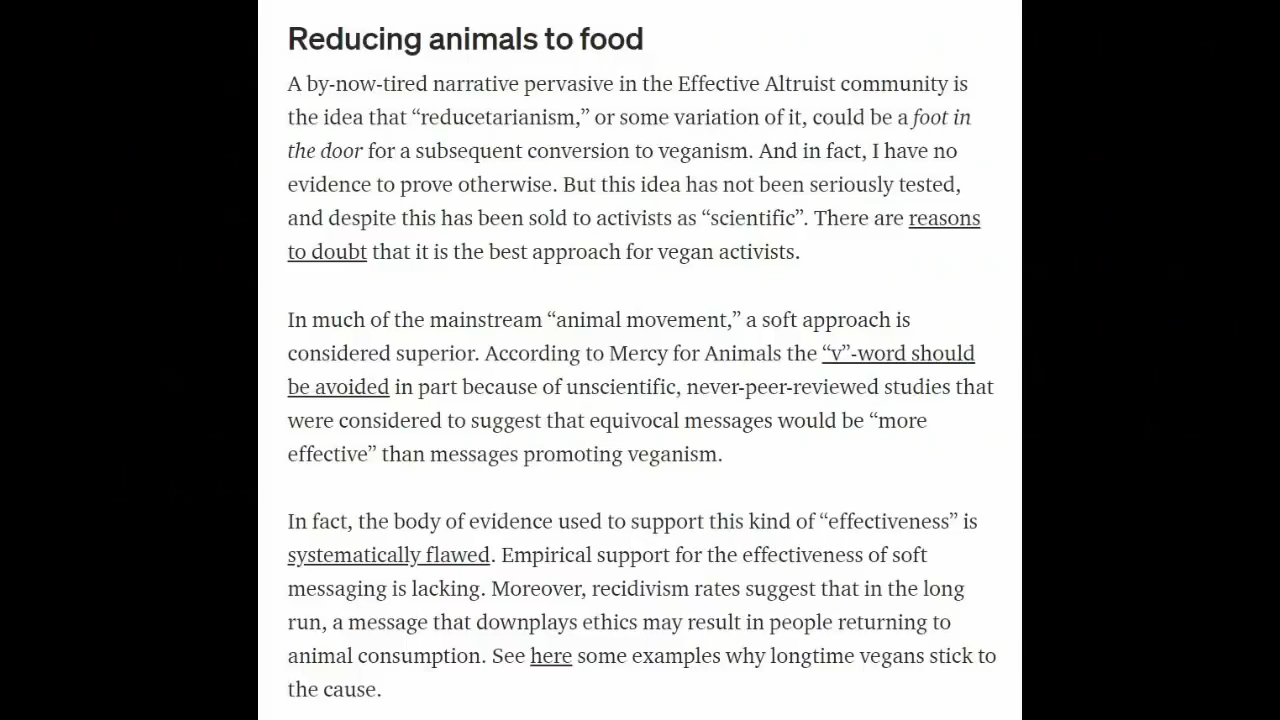 Reducing animals to food
A by-now-tired narrative pervasive in the Effective Altruist community is
the idea that “reducetarianism,” or some variation of it, could be a foot in
the door for a subsequent conversion to veganism. And in fact, I have no
evidence to prove otherwise. But this idea has not been seriously tested,
and despite this has been sold to activists as “scientific”. There are reasons
to doubt that it is the best approach for vegan activists.
In much of the mainstream “animal movement,” a soft approach is
considered superior. According to Mercy for Animals the “v”-word should
be avoided in part because of unscientific, never-peer-reviewed studies that
were considered to suggest that equivocal messages would be “more
effective” than messages promoting veganism.
In fact, the body of evidence used to support this kind of “effectiveness” is
systematically flawed. Empirical support for the effectiveness of soft
messaging is lacking. Moreover, recidivism rates suggest that in the long
run, a message that downplays ethics may result in people returning to
animal consumption. See here some examples why longtime vegans stick to
the cause.